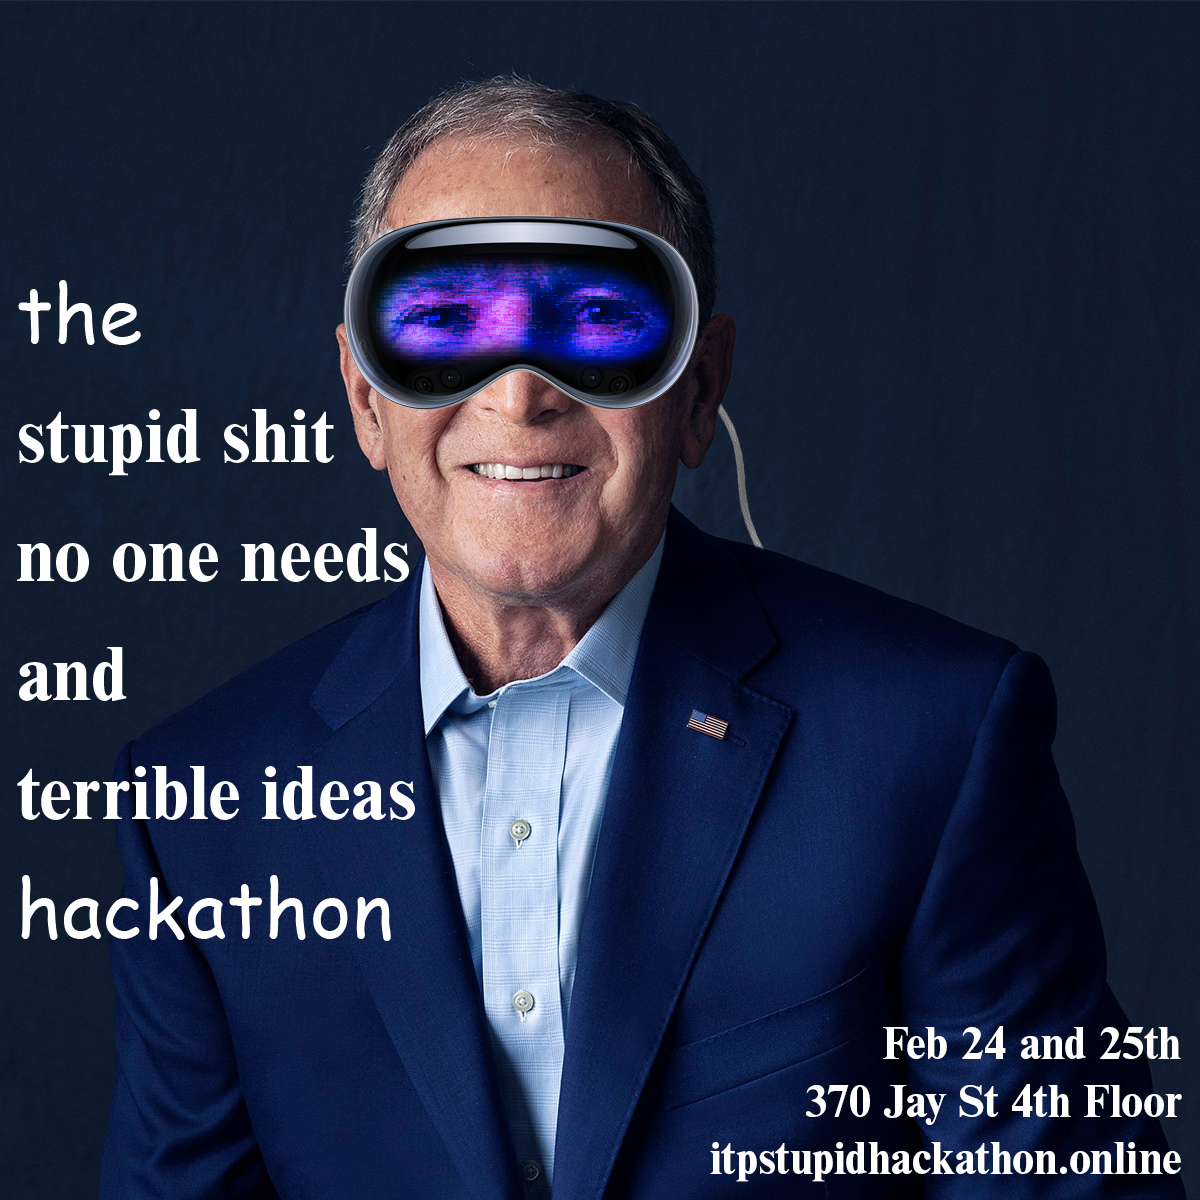 the
stupid shit
no one needs
and
terrible ideas
hackathon
Feb 24 and 25th
370 Jay St 4th Floor
itpstupidhackathon.online